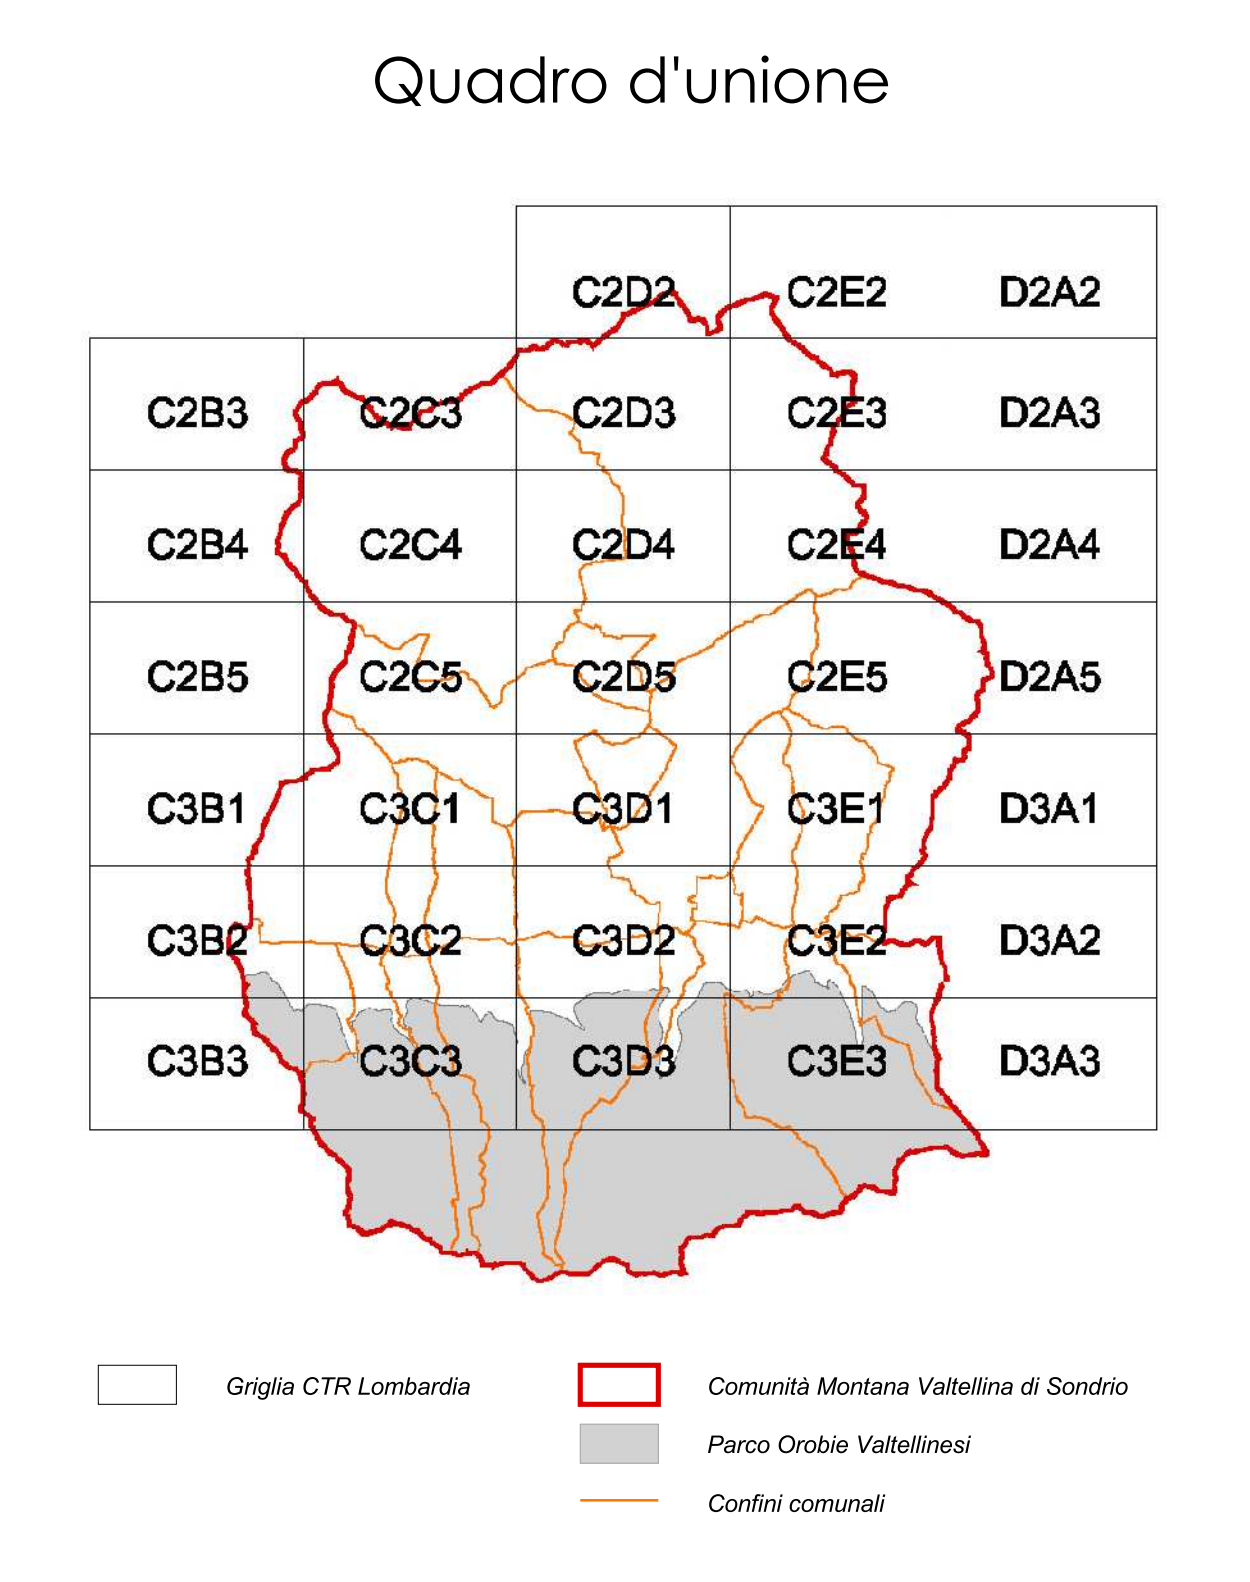 Quadro d'unione
C2D2 C2E2 D2A2
C2B3 C2C3 C2D3 C2E3 D2A3
C2B4 C2C4 C2D4 C2E4 D2A4
C2B5 C2C5 C2D5 C2E5 D2A5
C3B1 C3C1 C3D1 C3E1 D3A1
C3B2 C3C2 C3D2 C3E2 D3A2
C3B3 C3C3 C3D3 C3E3 D3A3
Griglia CTR Lombardia
Comunità Montana Valtellina di Sondrio
Parco Orobie Valtellinesi
Confini comunali